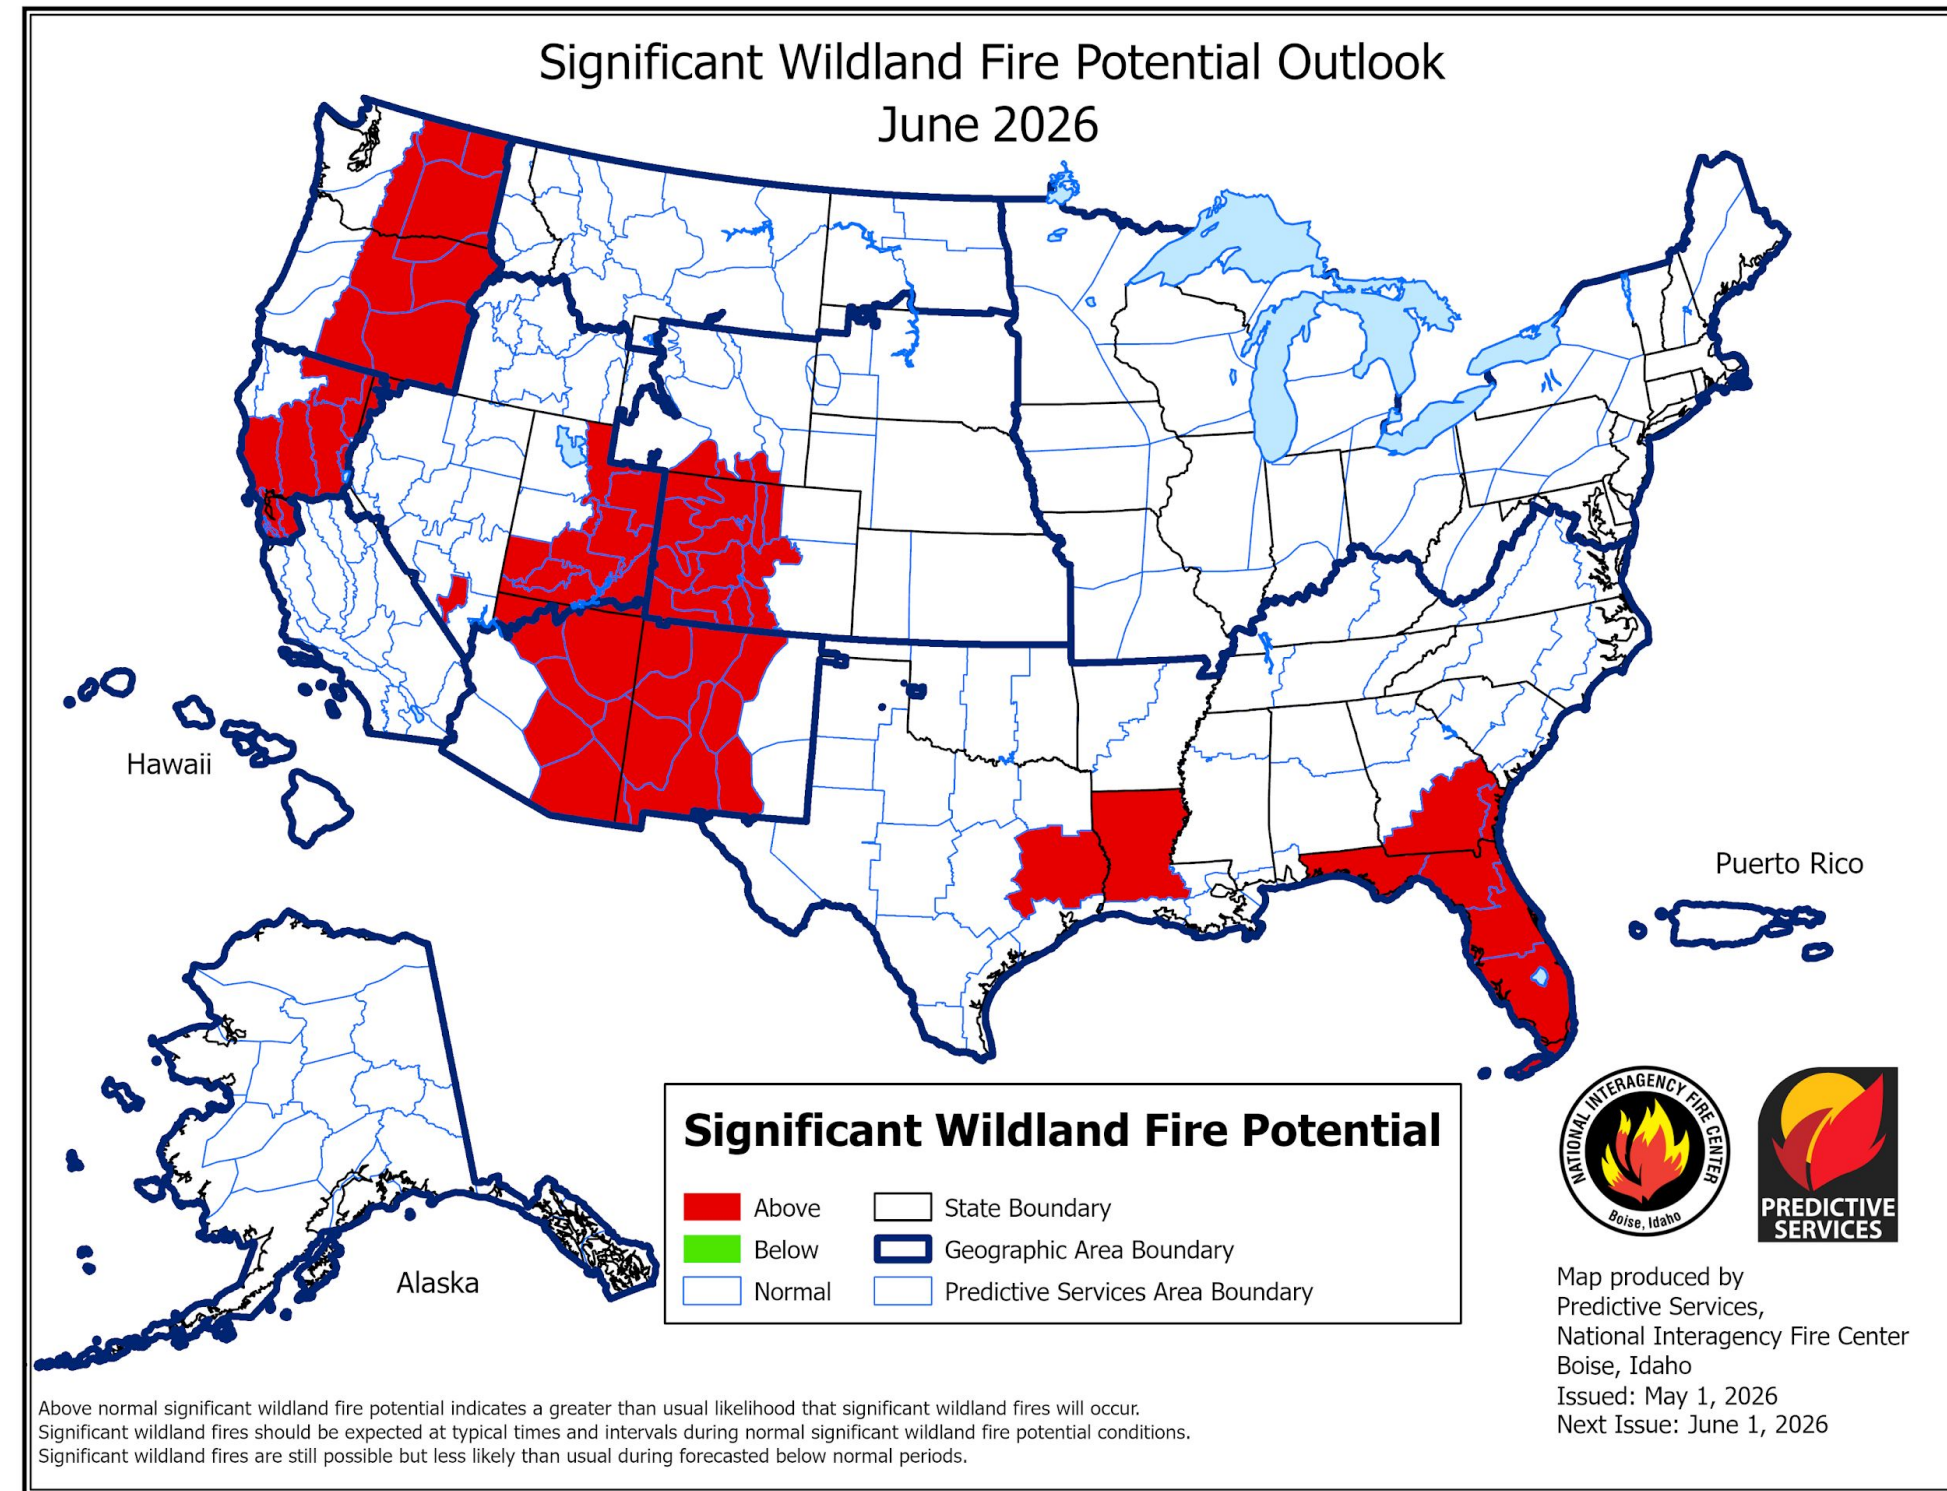 Significant Wildland Fire Potential Outlook
June 2026
Hawaii
Puerto Rico
Alaska
Significant Wildland Fire Potential
Above
State Boundary
Below
Geographic Area Boundary
Normal
Predictive Services Area Boundary
NATIONAL INTERAGENCY FIRE CENTER
Boise, Idaho
PREDICTIVE
SERVICES
Map produced by
Predictive Services,
National Interagency Fire Center
Boise, Idaho
Issued: May 1, 2026
Next Issue: June 1, 2026
Above normal significant wildland fire potential indicates a greater than usual likelihood that significant wildland fires will occur.
Significant wildland fires should be expected at typical times and intervals during normal significant wildland fire potential conditions.
Significant wildland fires are still possible but less likely than usual during forecasted below normal periods.